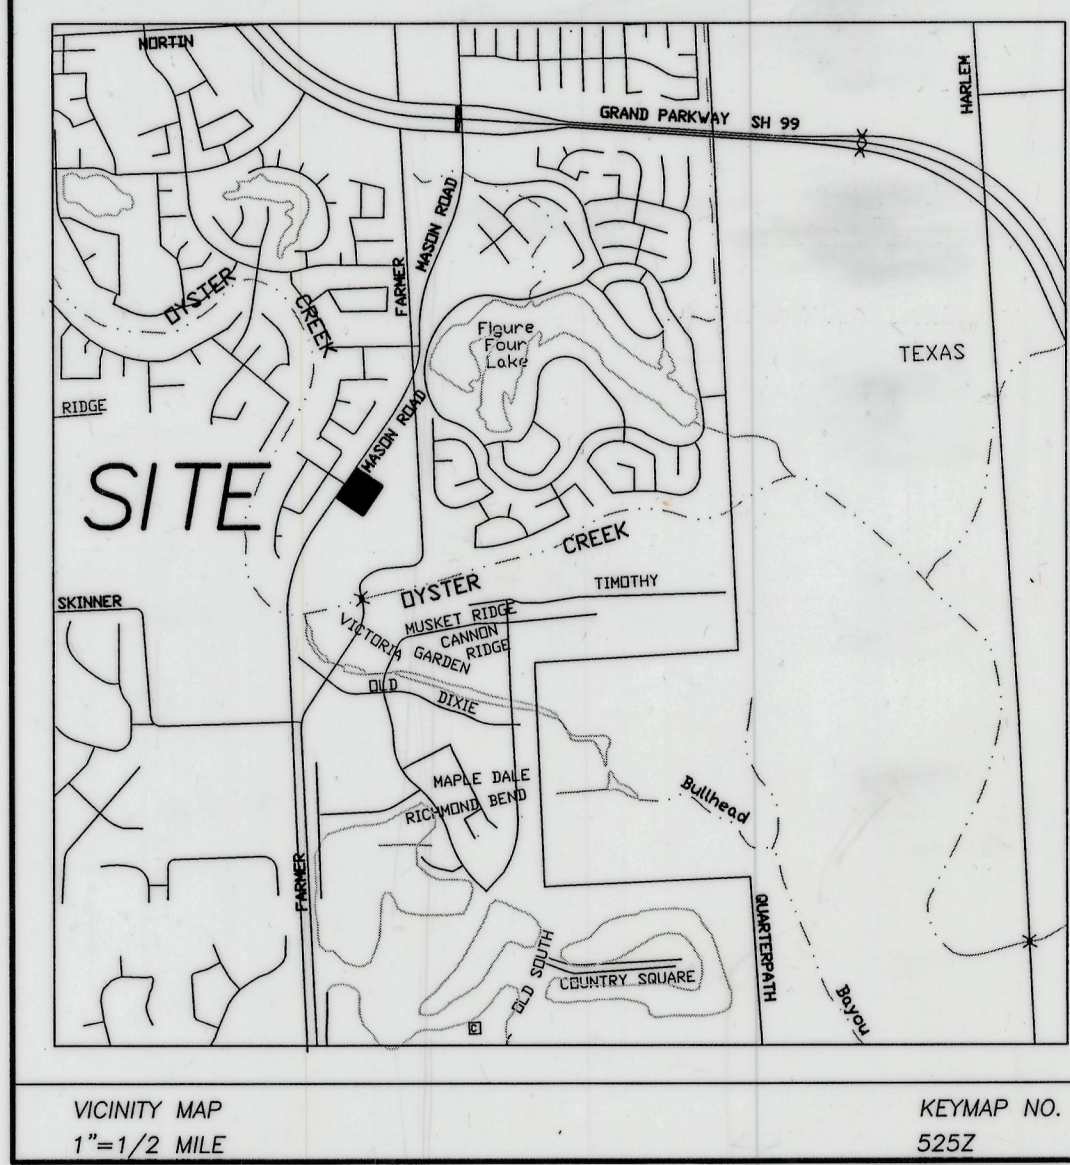 NORTIN
HARLEM
GRAND PARKWAY SH 99
MASON ROAD
FARMER
OYSTER
CREEK
Figure
Four
Lake
TEXAS
RIDGE
MASON ROAD
SITE
CREEK
OYSTER
TIMOTHY
SKINNER
MUSKET RIDGE
VICTORIA GARDEN
CANNON
RIDGE
OLD DIXIE
MAPLE DALE
RICHMOND BEND
Bullhead
FARMER
QUARTERPATH
OLD SOUTH
COUNTRY SQUARE
Bayou
C
VICINITY MAP
1"=1/2 MILE
KEYMAP NO.
525Z